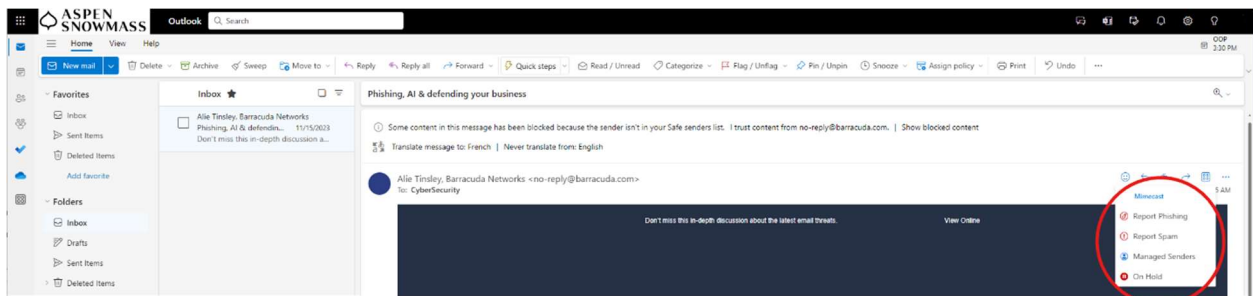 ASPEN
SNOWMASS
Outlook
Search
Home View Help
OOP
3:30 PM
New mail Delete Archive Sweep Move to Reply Reply all Forward Quick steps Read / Unread Categorize Flag / Unflag Pin / Unpin Snooze Assign policy Print Undo ...
Favorites
Inbox
Sent Items
Deleted Items
Add favorite
Folders
Inbox
Drafts
Sent Items
Deleted Items
Inbox
Alie Tinsley, Barracuda Networks
Phishing, AI & defendin... 11/15/2023
Don't miss this in-depth discussion a...
Phishing, AI & defending your business
Some content in this message has been blocked because the sender isn't in your Safe senders list. I trust content from no-reply@barracuda.com. | Show blocked content
Translate message to: French | Never translate from: English
Alie Tinsley, Barracuda Networks <no-reply@barracuda.com>
To: CyberSecurity
5 AM
Don't miss this in-depth discussion about the latest email threats. View Online
Mimecast
Report Phishing
Report Spam
Managed Senders
On Hold